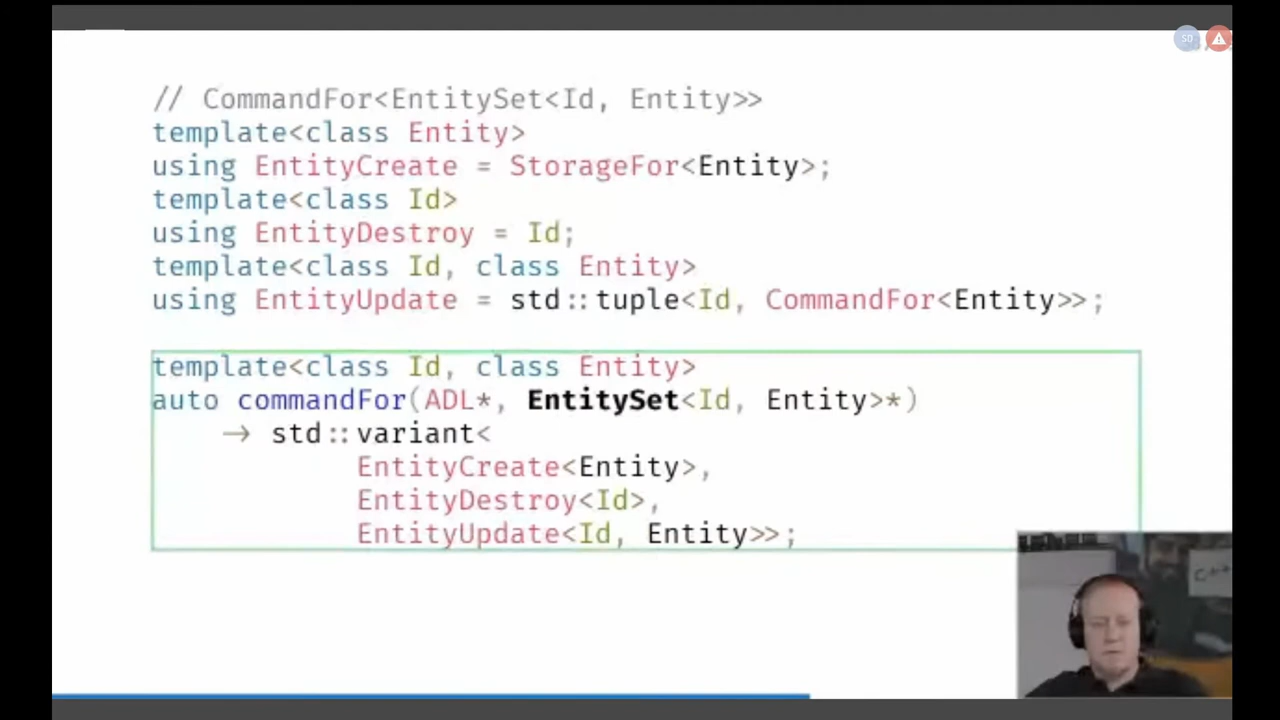 SD
// CommandFor<EntitySet<Id, Entity>>
template<class Entity>
using EntityCreate = StorageFor<Entity>;
template<class Id>
using EntityDestroy = Id;
template<class Id, class Entity>
using EntityUpdate = std::tuple<Id, CommandFor<Entity>>;
template<class Id, class Entity>
auto commandFor(ADL*, EntitySet<Id, Entity>*)
→ std::variant<
EntityCreate<Entity>,
EntityDestroy<Id>,
EntityUpdate<Id, Entity>>;
C++